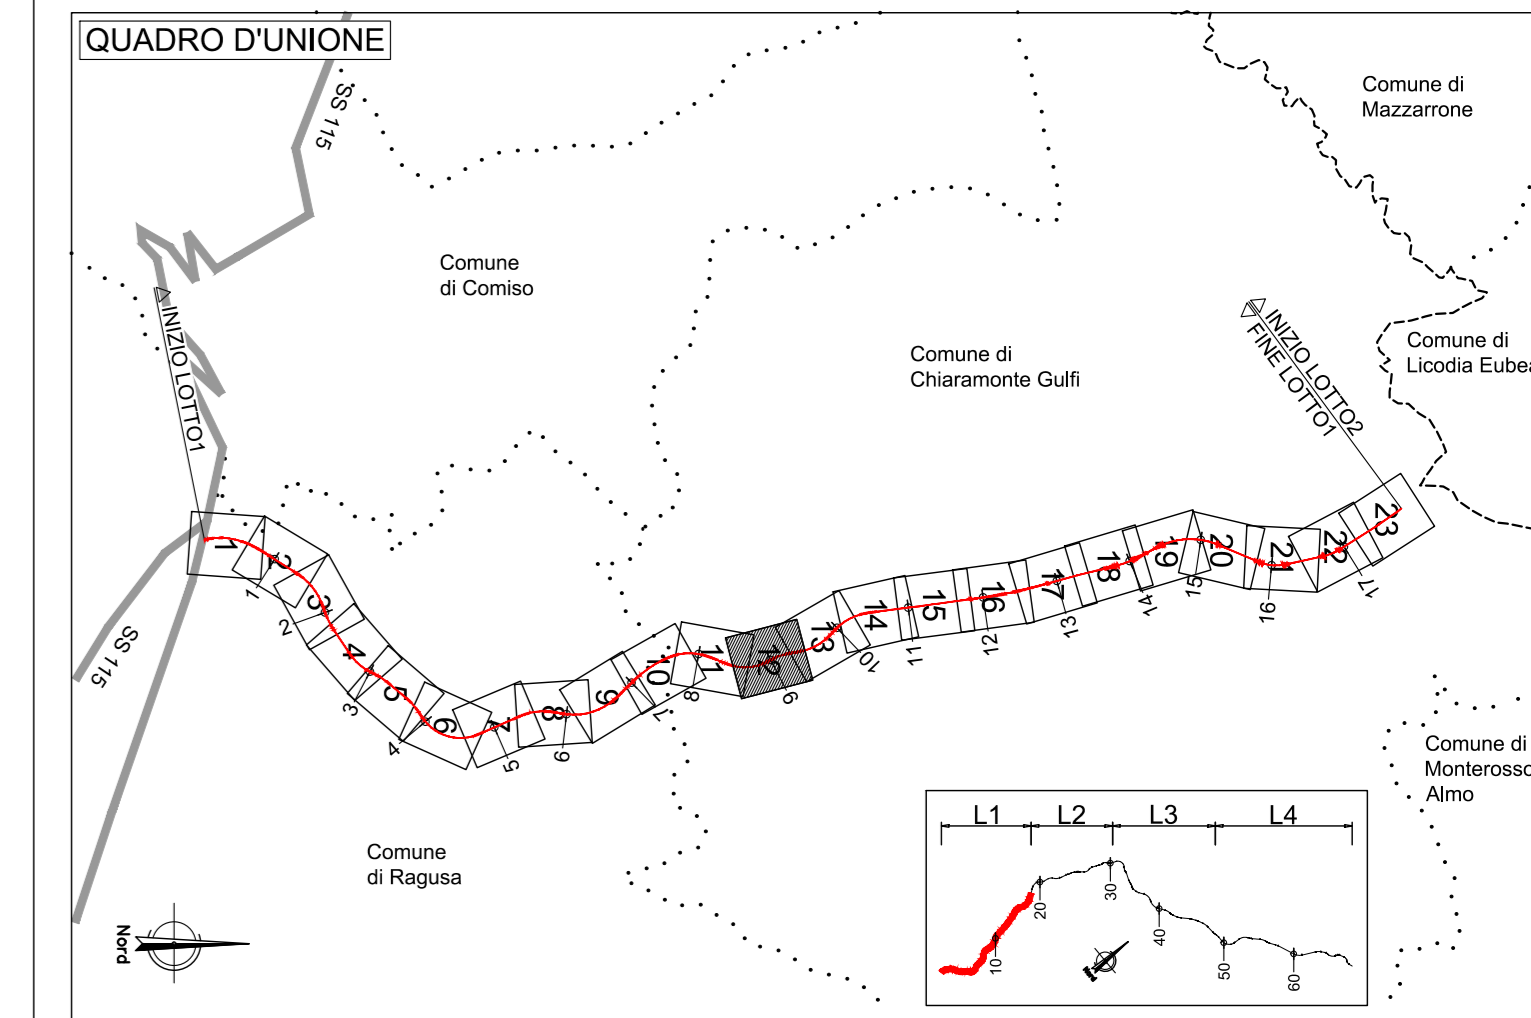 QUADRO D'UNIONE
SS 115
Comune di
Mazzarrone
Comune
di Comiso
INIZIO LOTTO1
Comune di
Chiaramonte Gulfi
INIZIO LOTTO2
FINE LOTTO1
Comune di
Licodia Eubea
1
2
3
4
5
6
7
8
9
10
11
12
13
14
15
16
17
18
19
20
21
22
23
1
2
3
4
5
6
7
8
9
10
11
12
13
14
15
16
17
SS 115
Comune di
Monterosso
Almo
Comune
di Ragusa
Nord
L1 L2 L3 L4
10
20
30
40
50
60
Nord